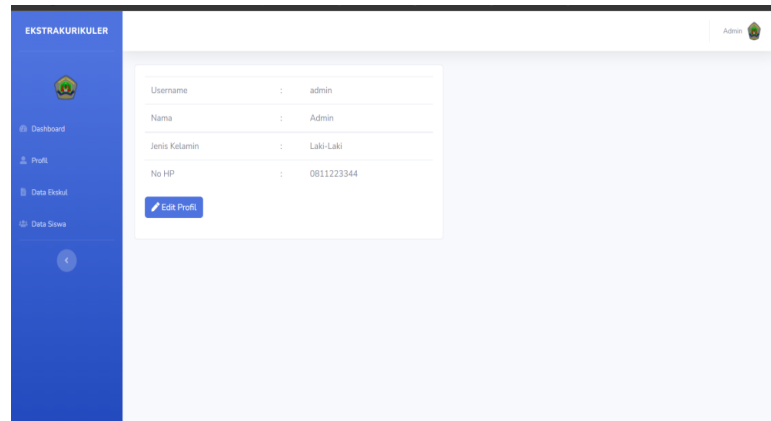 EKSTRAKURIKULER
Admin
Dashboard
Profil
Data Ekskul
Data Siswa
Username : admin
Nama : Admin
Jenis Kelamin : Laki-Laki
No HP : 0811223344
Edit Profil